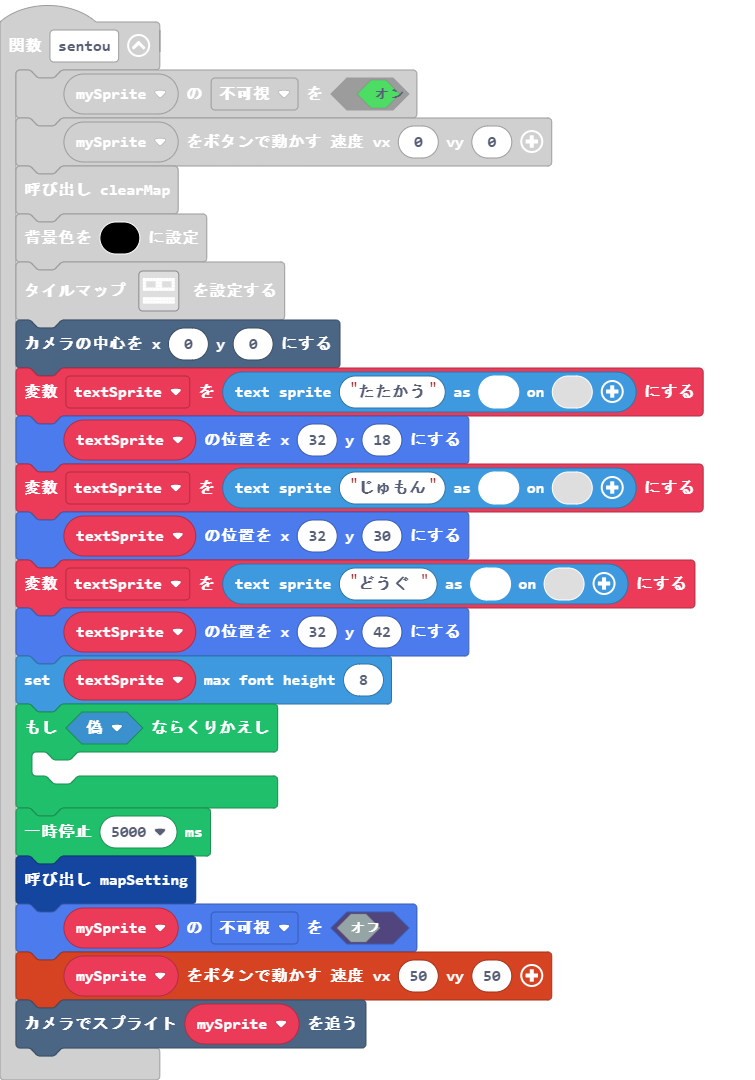 関数 sentou
mySprite の 不可視 を オン
mySprite をボタンで動かす 速度 vx 0 vy 0
呼び出し clearMap
背景色を に設定
タイルマップ を設定する
カメラの中心を x 0 y 0 にする
変数 textSprite を text sprite "たたかう" as on にする
textSprite の位置を x 32 y 18 にする
変数 textSprite を text sprite "じゅもん" as on にする
textSprite の位置を x 32 y 30 にする
変数 textSprite を text sprite "どうぐ " as on にする
textSprite の位置を x 32 y 42 にする
set textSprite max font height 8
もし 偽 ならくりかえし
一時停止 5000 ms
呼び出し mapSetting
mySprite の 不可視 を オフ
mySprite をボタンで動かす 速度 vx 50 vy 50
カメラでスプライト mySprite を追う